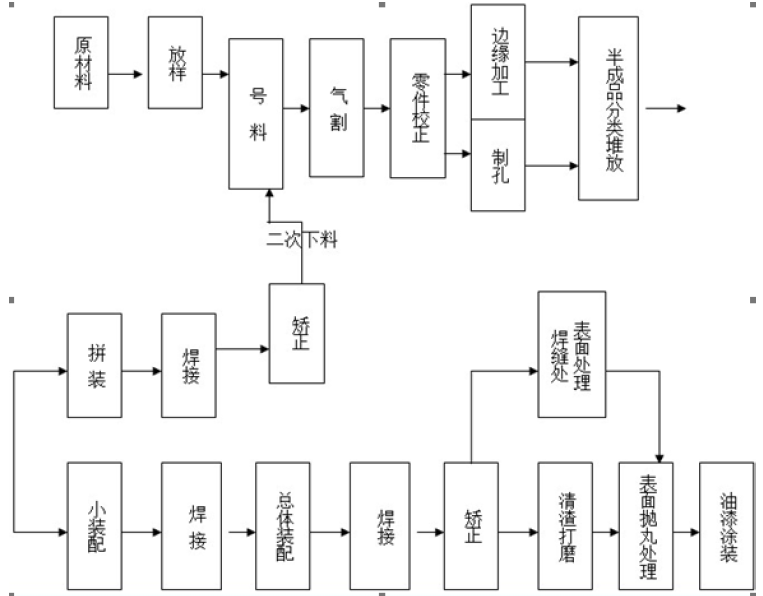 原材料
放样
号料
气割
零件校正
边缘加工
制孔
半成品分类堆放
二次下料
拼装
焊接
矫正
焊缝处
表面处理
小装配
焊接
总体装配
焊接
矫正
清渣打磨
表面抛丸处理
油漆涂装